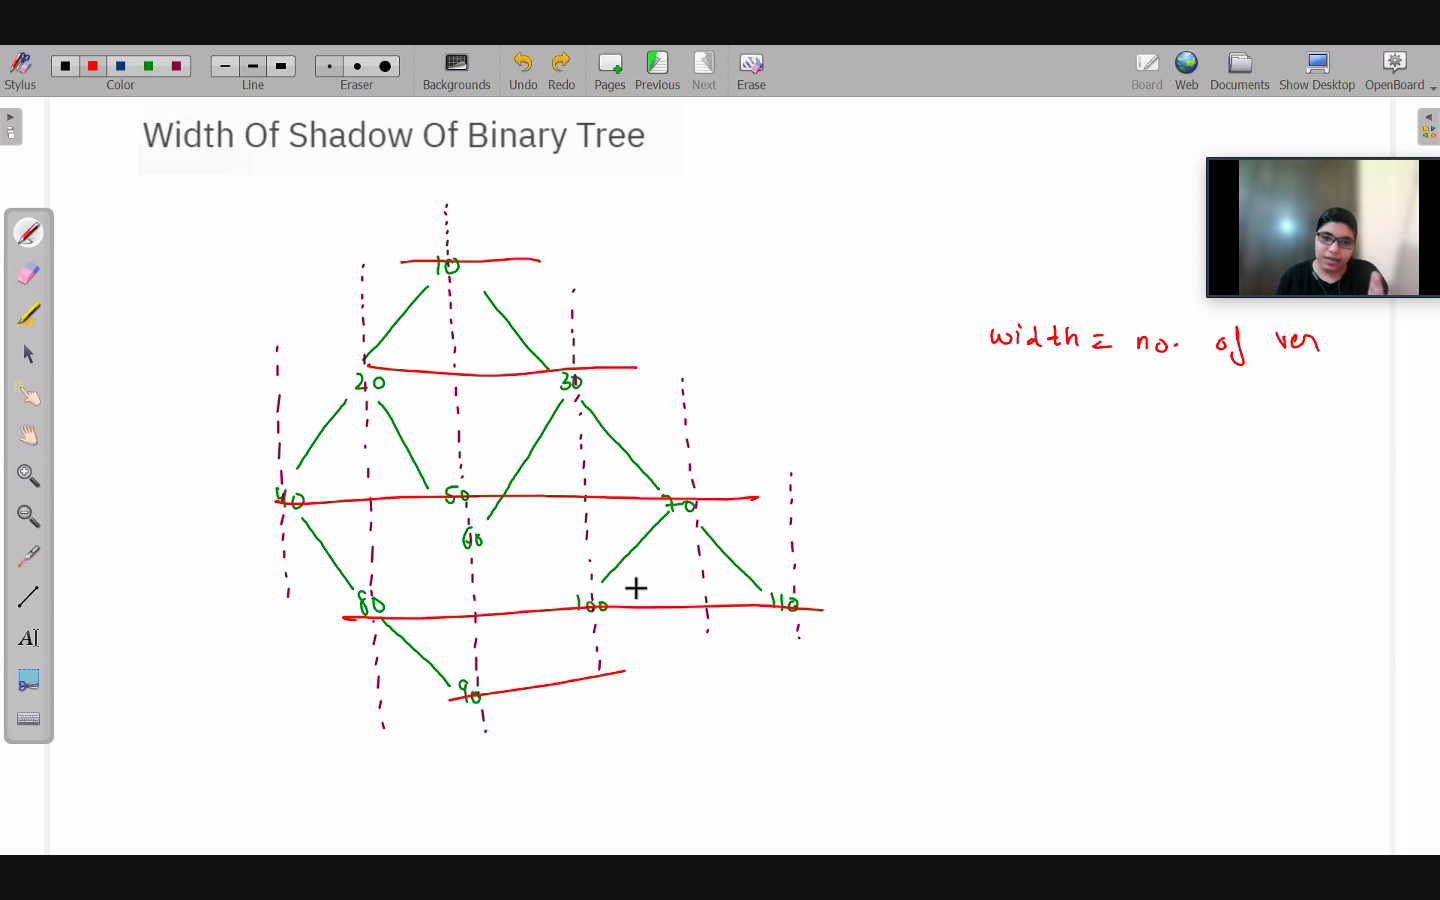 Stylus Color Line Eraser Backgrounds Undo Redo Pages Previous Next Erase Board Web Documents Show Desktop OpenBoard
Width Of Shadow Of Binary Tree
10
width = no. of ver
20 30
40 50 70
60
80 100 110
90